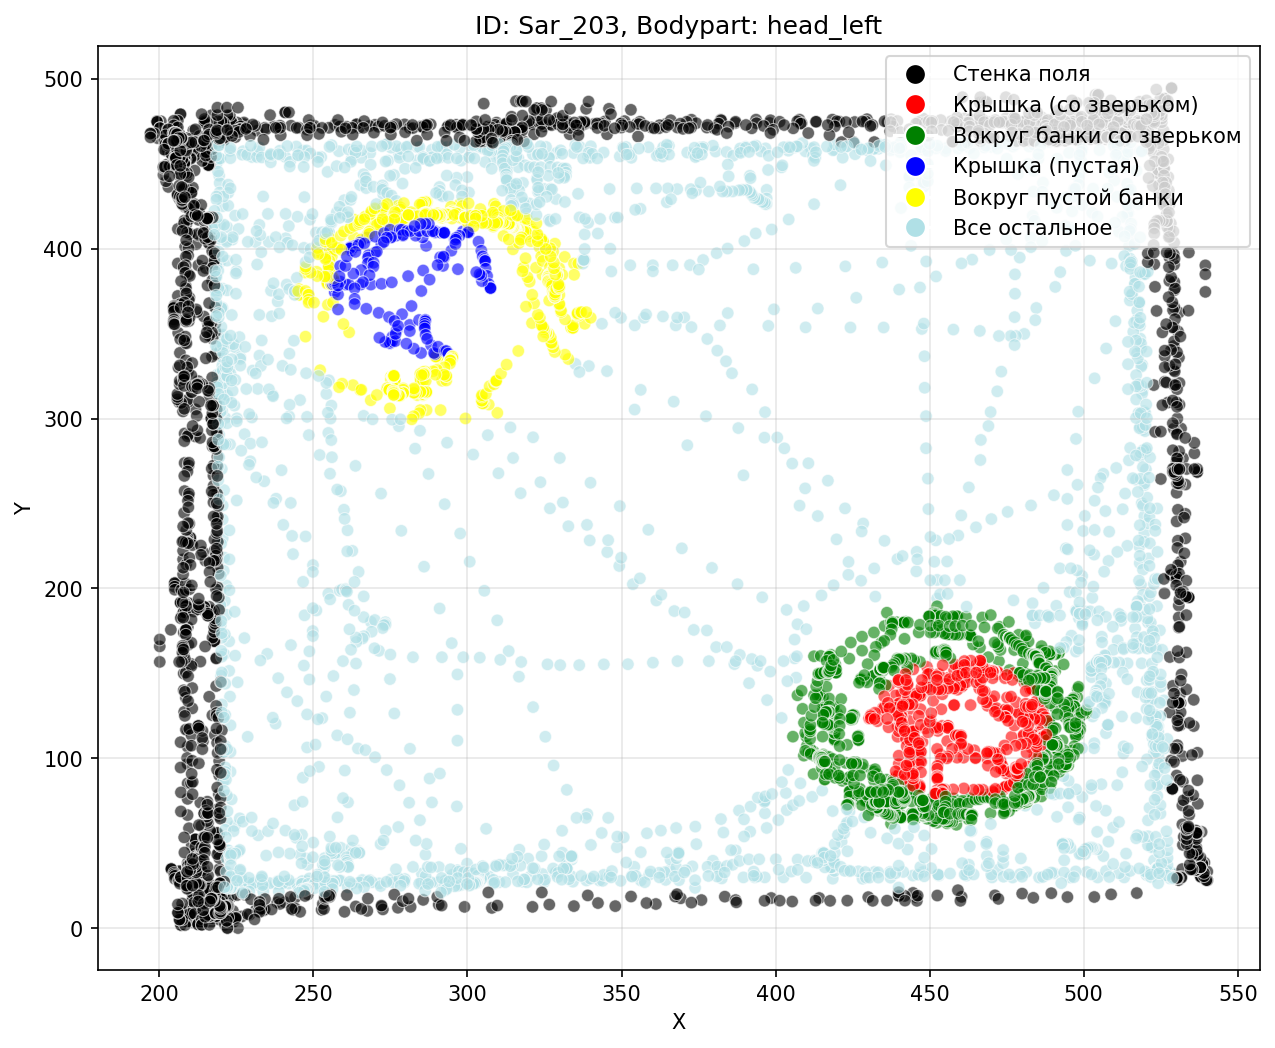 ID: Sar_203, Bodypart: head_left
Стенка поля
Крышка (со зверьком)
Вокруг банки со зверьком
Крышка (пустая)
Вокруг пустой банки
Все остальное
Y
500
400
300
200
100
0
200
250
300
350
400
450
500
550
X